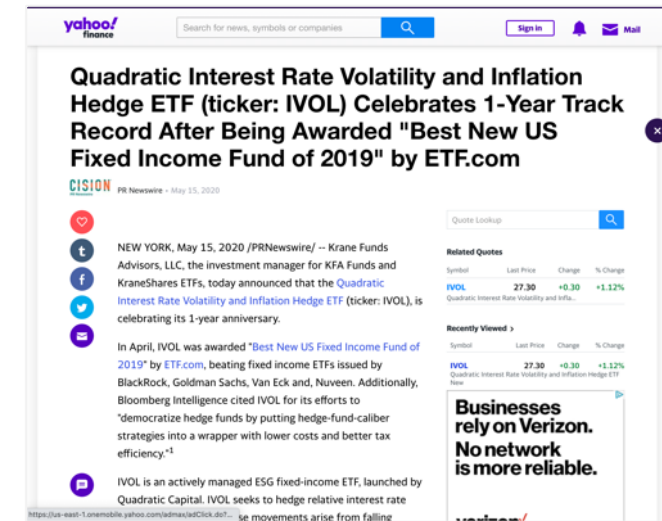 yahoo!
finance
Search for news, symbols or companies
Sign in
Mail
Quadratic Interest Rate Volatility and Inflation
Hedge ETF (ticker: IVOL) Celebrates 1-Year Track
Record After Being Awarded "Best New US
Fixed Income Fund of 2019" by ETF.com
CISION
PR Newswire
PR Newswire • May 15, 2020
NEW YORK, May 15, 2020 /PRNewswire/ -- Krane Funds
Advisors, LLC, the investment manager for KFA Funds and
KraneShares ETFs, today announced that the Quadratic
Interest Rate Volatility and Inflation Hedge ETF (ticker: IVOL), is
celebrating its 1-year anniversary.
In April, IVOL was awarded "Best New US Fixed Income Fund of
2019" by ETF.com, beating fixed income ETFs issued by
BlackRock, Goldman Sachs, Van Eck and, Nuveen. Additionally,
Bloomberg Intelligence cited IVOL for its efforts to
"democratize hedge funds by putting hedge-fund-caliber
strategies into a wrapper with lower costs and better tax
efficiency."1
IVOL is an actively managed ESG fixed-income ETF, launched by
Quadratic Capital. IVOL seeks to hedge relative interest rate
se movements arise from falling
https://us-east-1.onemobile.yahoo.com/admax/adClick.do?...
Quote Lookup
Related Quotes
Symbol Last Price Change % Change
IVOL 27.30 +0.30 +1.12%
Quadratic Interest Rate Volatility and Infla...
Recently Viewed >
Symbol Last Price Change % Change
IVOL 27.30 +0.30 +1.12%
Quadratic Interest Rate Volatility and Inflation Hedge ETF
New
Businesses
rely on Verizon.
No network
is more reliable.
verizon✓